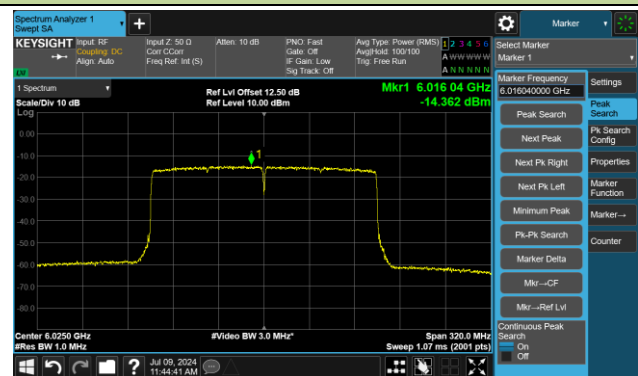 Spectrum Analyzer 1
Swept SA
Marker
KEYSIGHT
Input: RF
Coupling: DC
Align: Auto
Input Z: 50 Ω
Corr CCorr
Freq Ref: Int (S)
Atten: 10 dB
PNO: Fast
Gate: Off
IF Gain: Low
Sig Track: Off
Avg Type: Power (RMS)
Avg|Hold: 100/100
Trig: Free Run
1 2 3 4 5 6
A W W W W W
A N N N N N
LXI
Select Marker
Marker 1
1 Spectrum
Scale/Div 10 dB
Log
Ref Lvl Offset 12.50 dB
Ref Level 10.00 dBm
Mkr1 6.016 04 GHz
-14.362 dBm
0.00
-10.0
-20.0
-30.0
-40.0
-50.0
-60.0
-70.0
-80.0
1
Center 6.0250 GHz
#Res BW 1.0 MHz
#Video BW 3.0 MHz*
Span 320.0 MHz
Sweep 1.07 ms (2001 pts)
Marker Frequency
6.016040000 GHz
Peak Search
Next Peak
Next Pk Right
Next Pk Left
Minimum Peak
Pk-Pk Search
Marker Delta
Mkr→CF
Mkr→Ref Lvl
Continuous Peak
Search
On
Off
Settings
Peak
Search
Pk Search
Config
Properties
Marker
Function
Marker→
Counter
?
Jul 09, 2024
11:44:41 AM